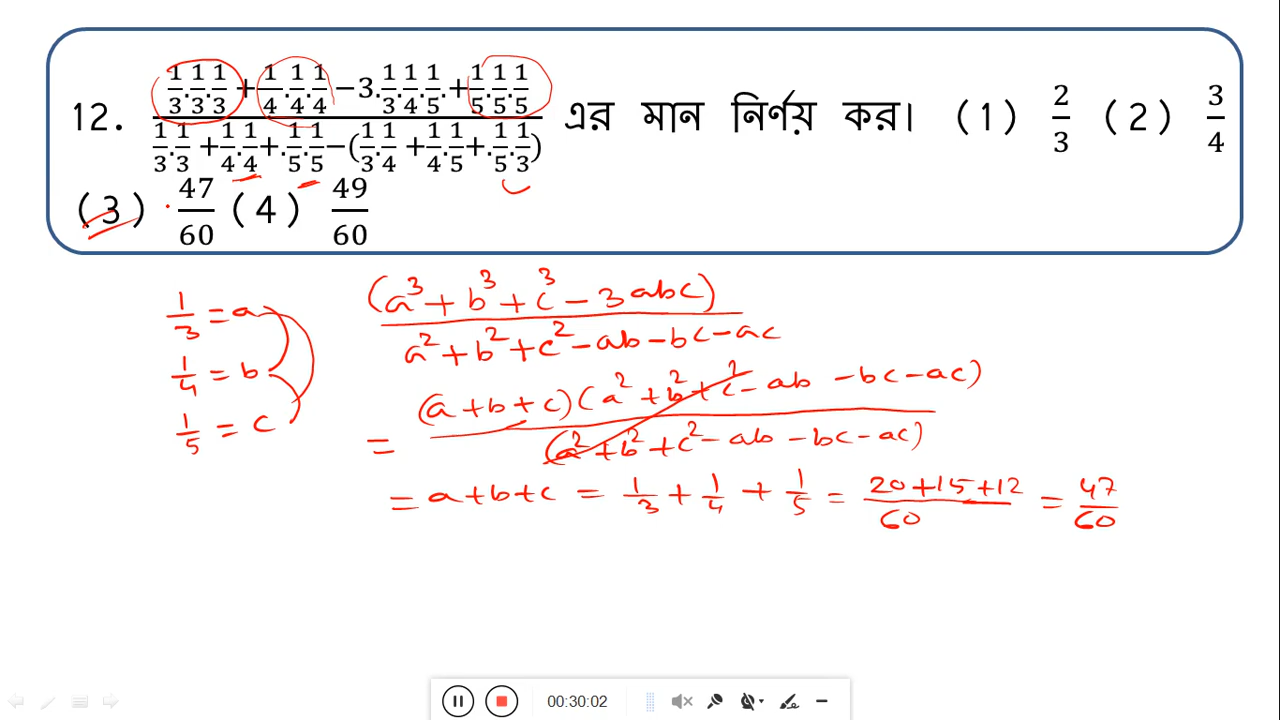 12. (1/3.1/3.1/3 + 1/4.1/4.1/4 − 3.1/3.1/4.1/5. + 1/5.1/5.1/5) / (1/3.1/3 + 1/4.1/4 + .1/5.1/5 − (1/3.1/4 + 1/4.1/5 + .1/5.1/3)) এর মান নির্ণয় কর। (1) 2/3 (2) 3/4
(3) 47/60 (4) 49/60
1/3 = a
1/4 = b
1/5 = c
(a³ + b³ + c³ − 3abc) / a² + b² + c² − ab − bc − ac
= (a + b + c)(a² + b² + c² − ab − bc − ac) / (a² + b² + c² − ab − bc − ac)
= a + b + c = 1/3 + 1/4 + 1/5 = 20 + 15 + 12 / 60 = 47/60
00:30:02